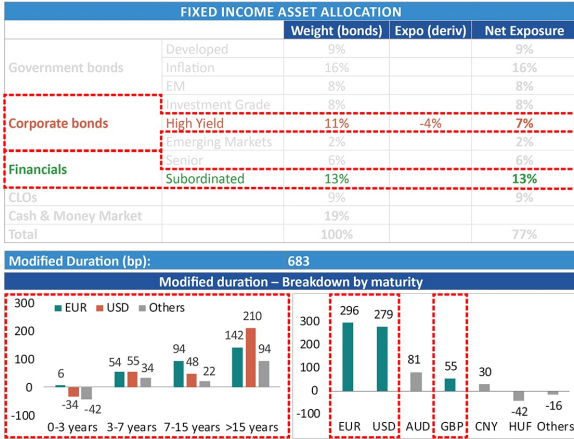 FIXED INCOME ASSET ALLOCATION
Weight (bonds) Expo (deriv) Net Exposure
Government bonds Developed 9% 9%
Inflation 16% 16%
EM 8% 8%
Corporate bonds Investment Grade 8% 8%
High Yield 11% -4% 7%
Emerging Markets 2% 2%
Financials Senior 6% 6%
Subordinated 13% 13%
CLOs 9% 9%
Cash & Money Market 19%
Total 100% 77%
Modified Duration (bp): 683
Modified duration – Breakdown by maturity
300
200
100
0
-100
EUR USD Others
6 -34 -42
54 55 34
94 48 22
142 210 94
0-3 years 3-7 years 7-15 years >15 years
300
200
100
0
-100
296 279 81 55 30 -42 -16
EUR USD AUD GBP CNY HUF Others